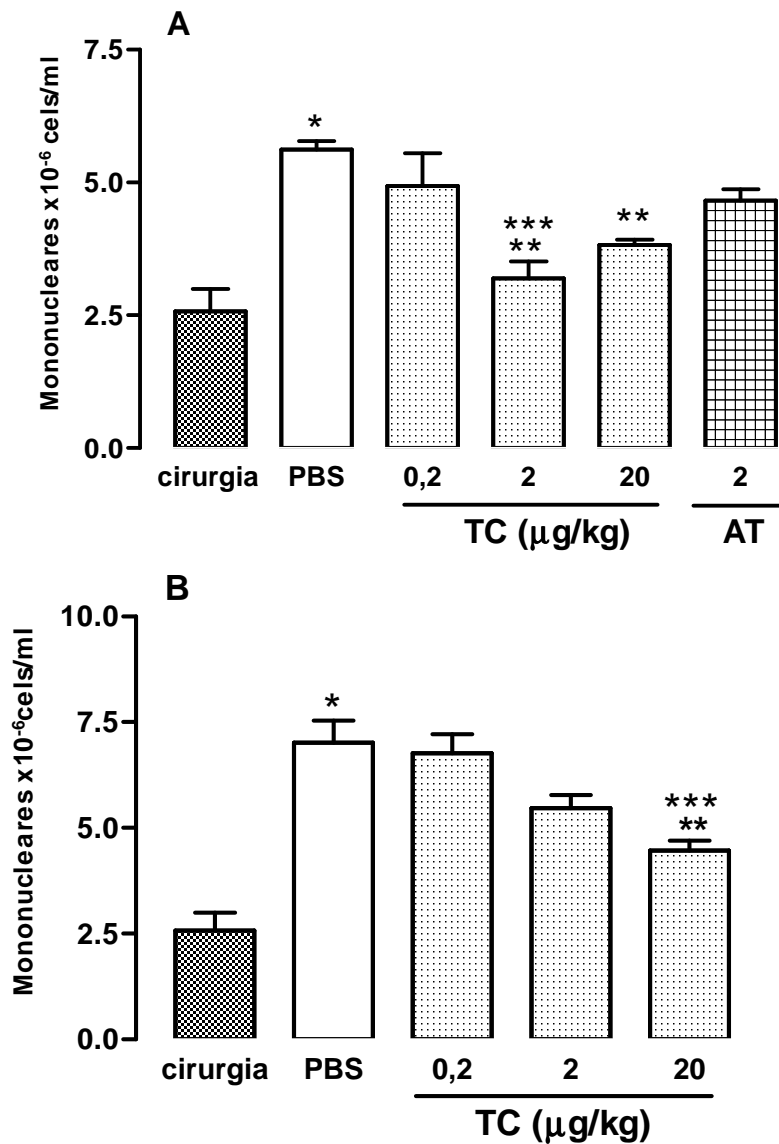 A
Mononucleares x10⁻⁶ cels/ml
7.5
5.0
2.5
0.0
*
***
**
**
cirurgia PBS 0,2 2 20 2
TC (μg/kg) AT
B
Mononucleares x10⁻⁶cels/ml
10.0
7.5
5.0
2.5
0.0
*
***
**
cirurgia PBS 0,2 2 20
TC (μg/kg)